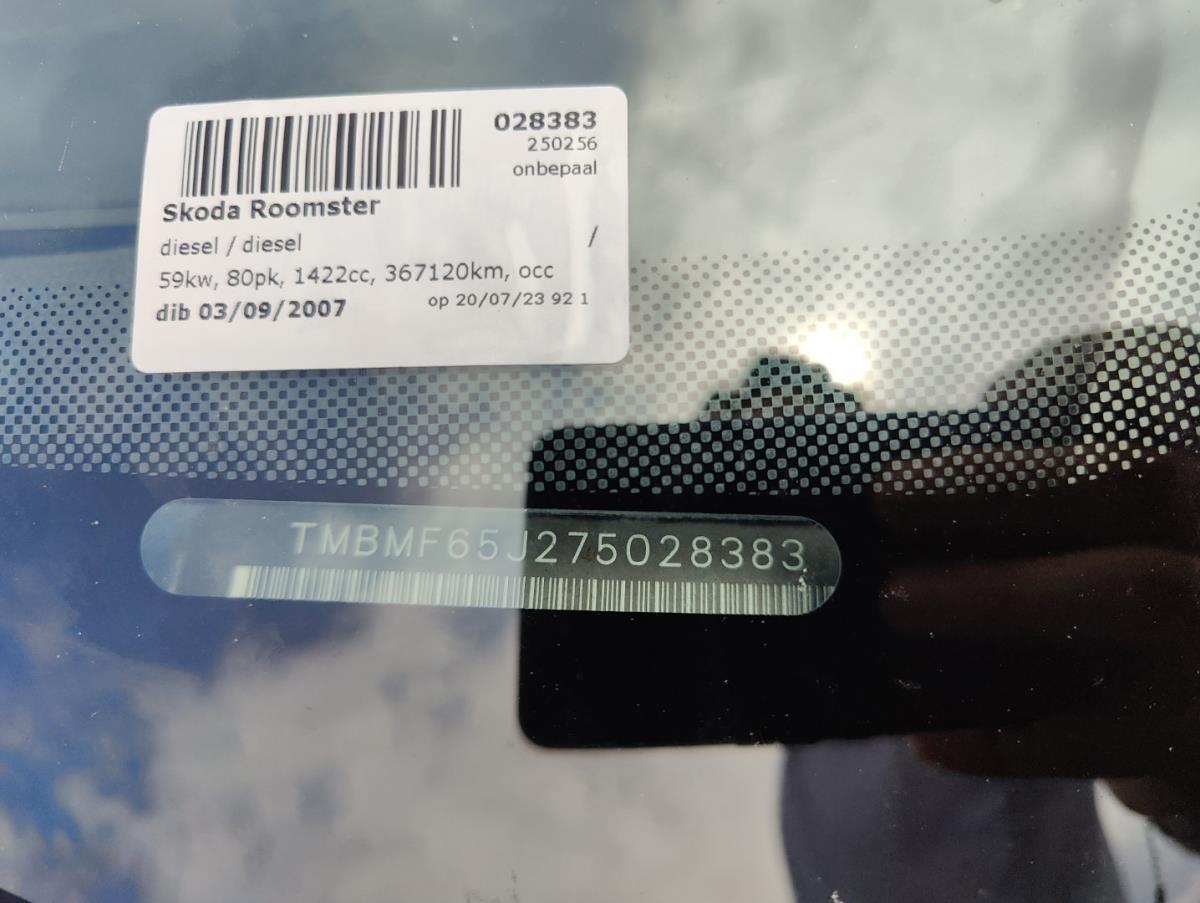 028383
250256
onbepaal
Skoda Roomster
diesel / diesel /
59kw, 80pk, 1422cc, 367120km, occ
dib 03/09/2007 op 20/07/23 92 1
TMBMF65J275028383